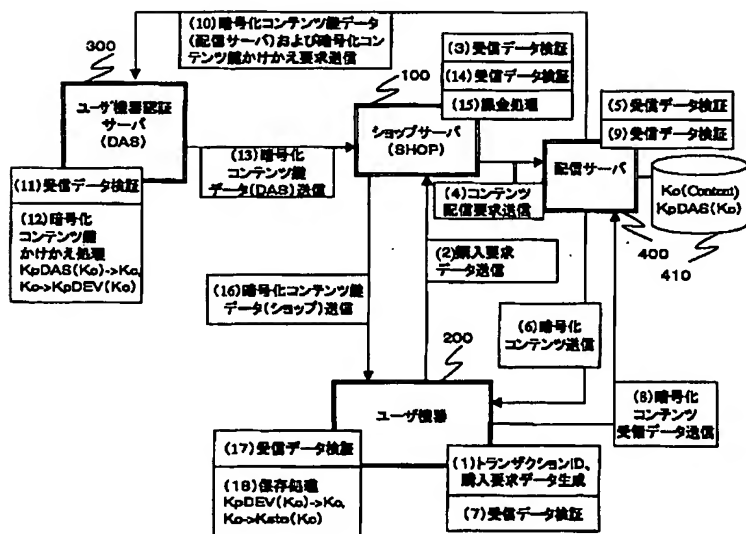 (10)暗号化コンテンツ鍵データ
(配信サーバ)および暗号化コン
テンツ鍵かけかえ要求送信
300
ユーザ機器認証
サーバ
(DAS)
(11)受信データ検証
(12)暗号化
コンテンツ鍵
かけかえ処理
KpDAS(Kc)->Kc,
Kc->KpDEV(Kc)
(13)暗号化
コンテンツ鍵
データ(DAS)送信
100
(3)受信データ検証
(14)受信データ検証
(15)課金処理
ショップサーバ
(SHOP)
(4)コンテンツ
配信要求送信
(5)受信データ検証
(9)受信データ検証
配信サーバ
Kc(Content)
KpDAS(Kc)
400
410
(2)購入要求
データ送信
(16)暗号化コンテンツ鍵
データ(ショップ)送信
(6)暗号化
コンテンツ送信
(8)暗号化
コンテンツ
受領データ送信
200
ユーザ機器
(17)受信データ検証
(18)保存処理
KpDEV(Kc)->Kc,
Kc->Ksto(Kc)
(1)トランザクションID、
購入要求データ生成
(7)受信データ検証